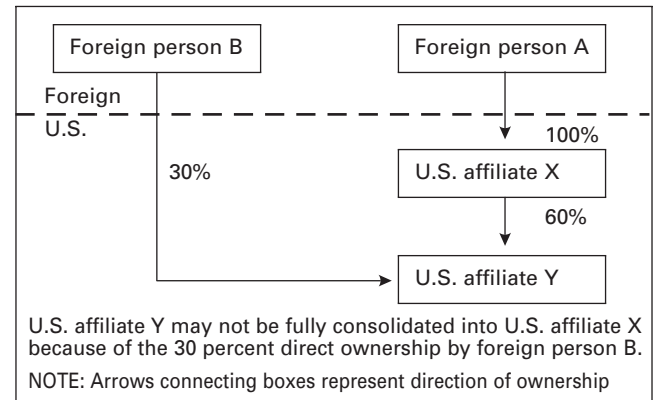 Foreign person B
Foreign person A
Foreign
U.S.
100%
30%
U.S. affiliate X
60%
U.S. affiliate Y
U.S. affiliate Y may not be fully consolidated into U.S. affiliate X
because of the 30 percent direct ownership by foreign person B.
NOTE: Arrows connecting boxes represent direction of ownership